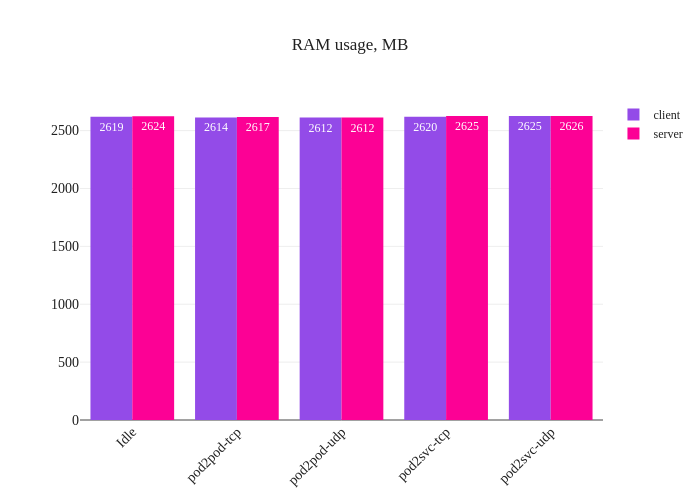 RAM usage, MB
client
server
2500
2000
1500
1000
500
0
2619
2624
2614
2617
2612
2612
2620
2625
2625
2626
Idle
pod2pod-tcp
pod2pod-udp
pod2svc-tcp
pod2svc-udp